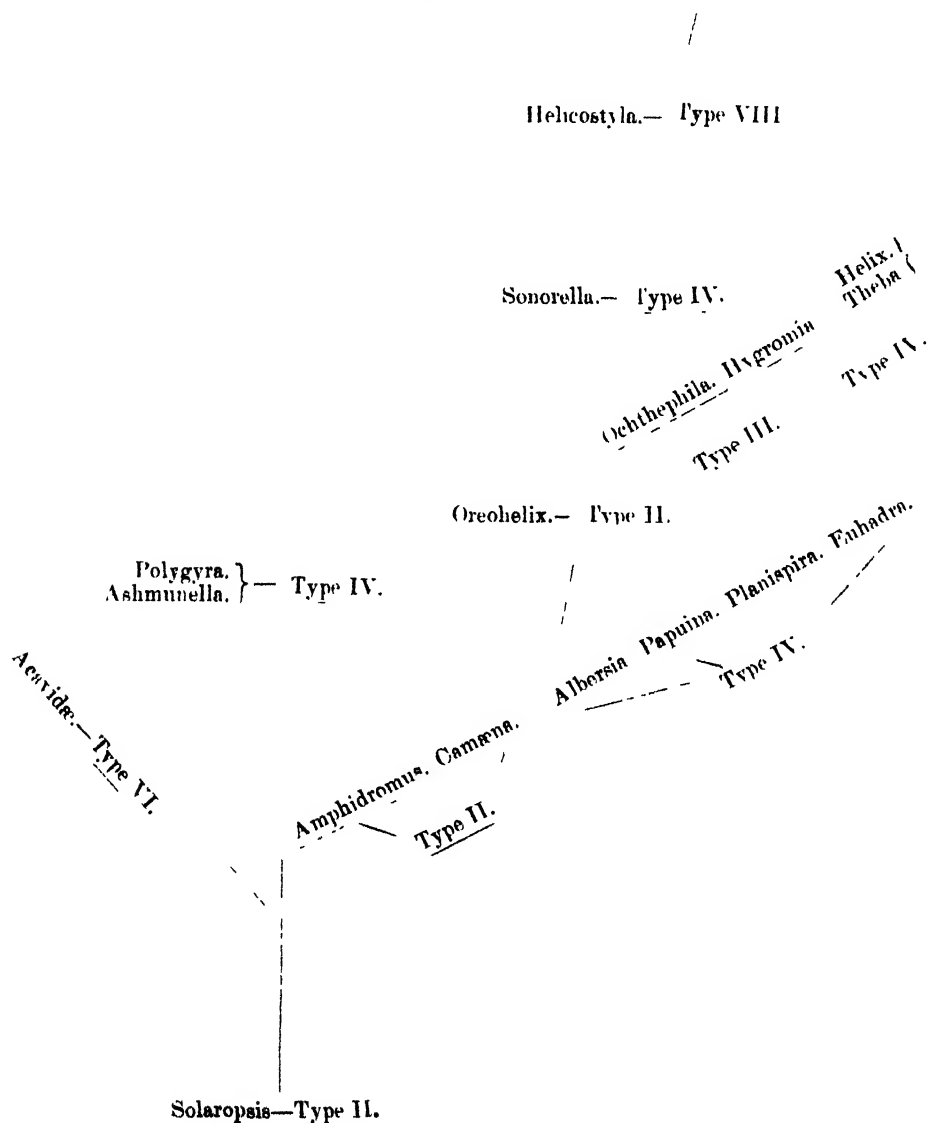 Helicostyla.— Type VIII
Helix. }
Theba }
Sonorella.— Type IV.
Type IV.
Ochthephila. Hygromia
Type III.
Oreohelix.— Type II.
Polygyra. }
Ashmunella. } — Type IV.
Albersia Papuina. Planispira. Euhadra.
Type IV.
Acavidæ.—Type VI.
Amphidromus. Camæna.
Type II.
Solaropsis—Type II.